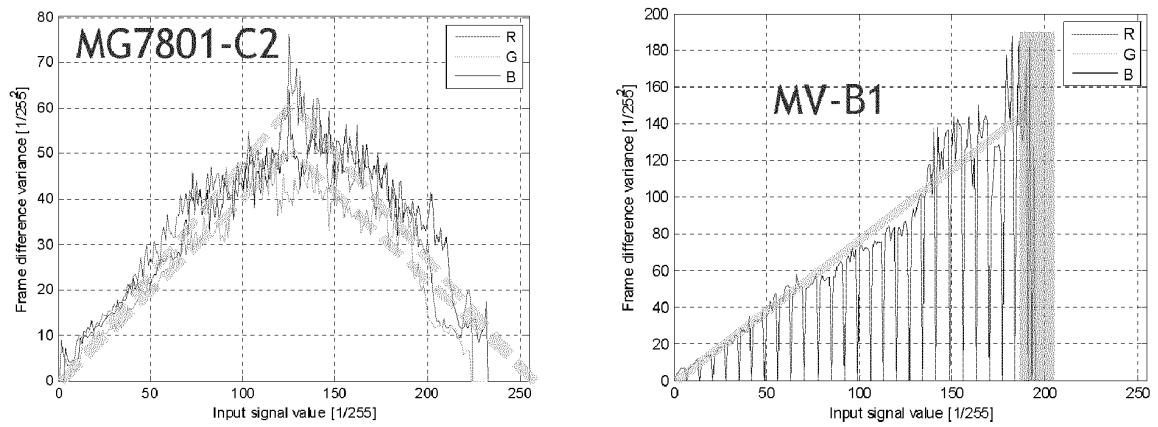 MG7801-C2
R
G
B
Frame difference variance [1/255²]
80
70
60
50
40
30
20
10
0
0 50 100 150 200 250
Input signal value [1/255]
MV-B1
R
G
B
Frame difference variance [1/255²]
200
180
160
140
120
100
80
60
40
20
0
0 50 100 150 200 250
Input signal value [1/255]